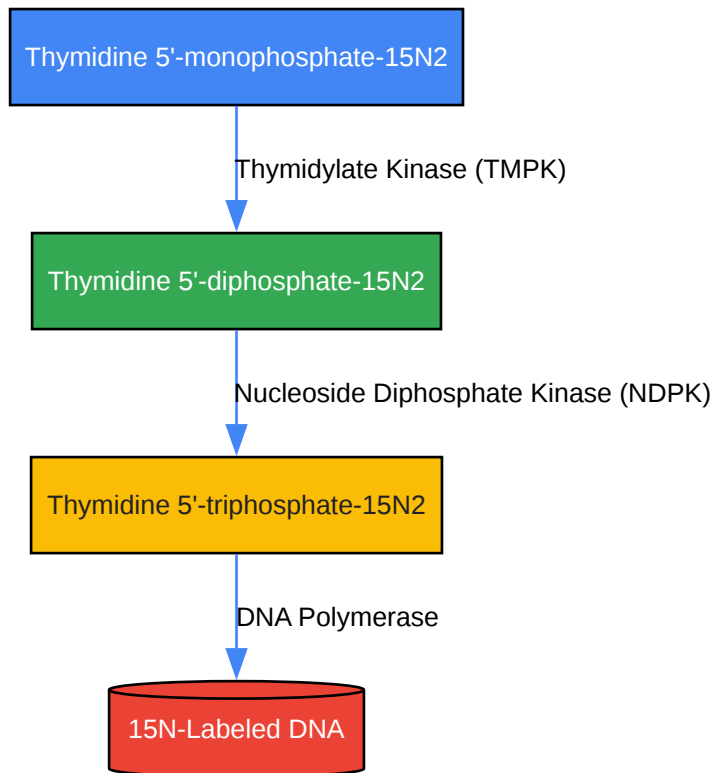 Thymidine 5'-monophosphate-15N2
Thymidylate Kinase (TMPK)
Thymidine 5'-diphosphate-15N2
Nucleoside Diphosphate Kinase (NDPK)
Thymidine 5'-triphosphate-15N2
DNA Polymerase
15N-Labeled DNA